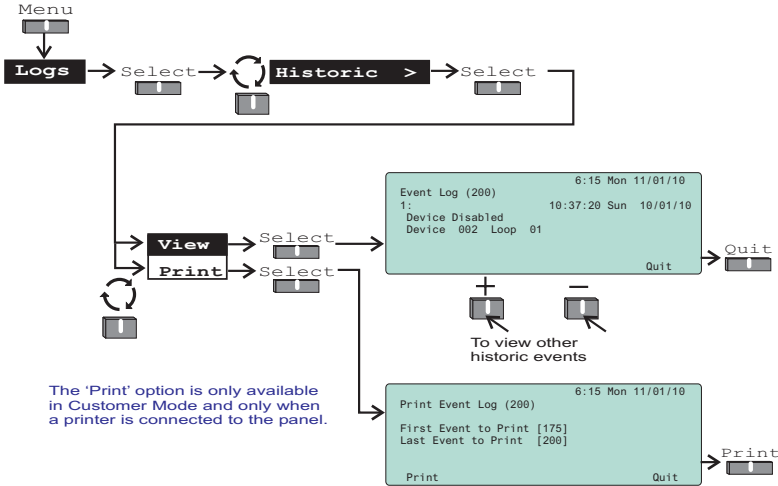 Menu
Logs
Select
Historic >
Select
View
Select
Print
Select
6:15 Mon 11/01/10
Event Log (200)
1: 10:37:20 Sun 10/01/10
Device Disabled
Device 002 Loop 01
Quit
Quit
+ –
To view other
historic events
The ‘Print’ option is only available
in Customer Mode and only when
a printer is connected to the panel.
6:15 Mon 11/01/10
Print Event Log (200)
First Event to Print [175]
Last Event to Print [200]
Print Quit
Print